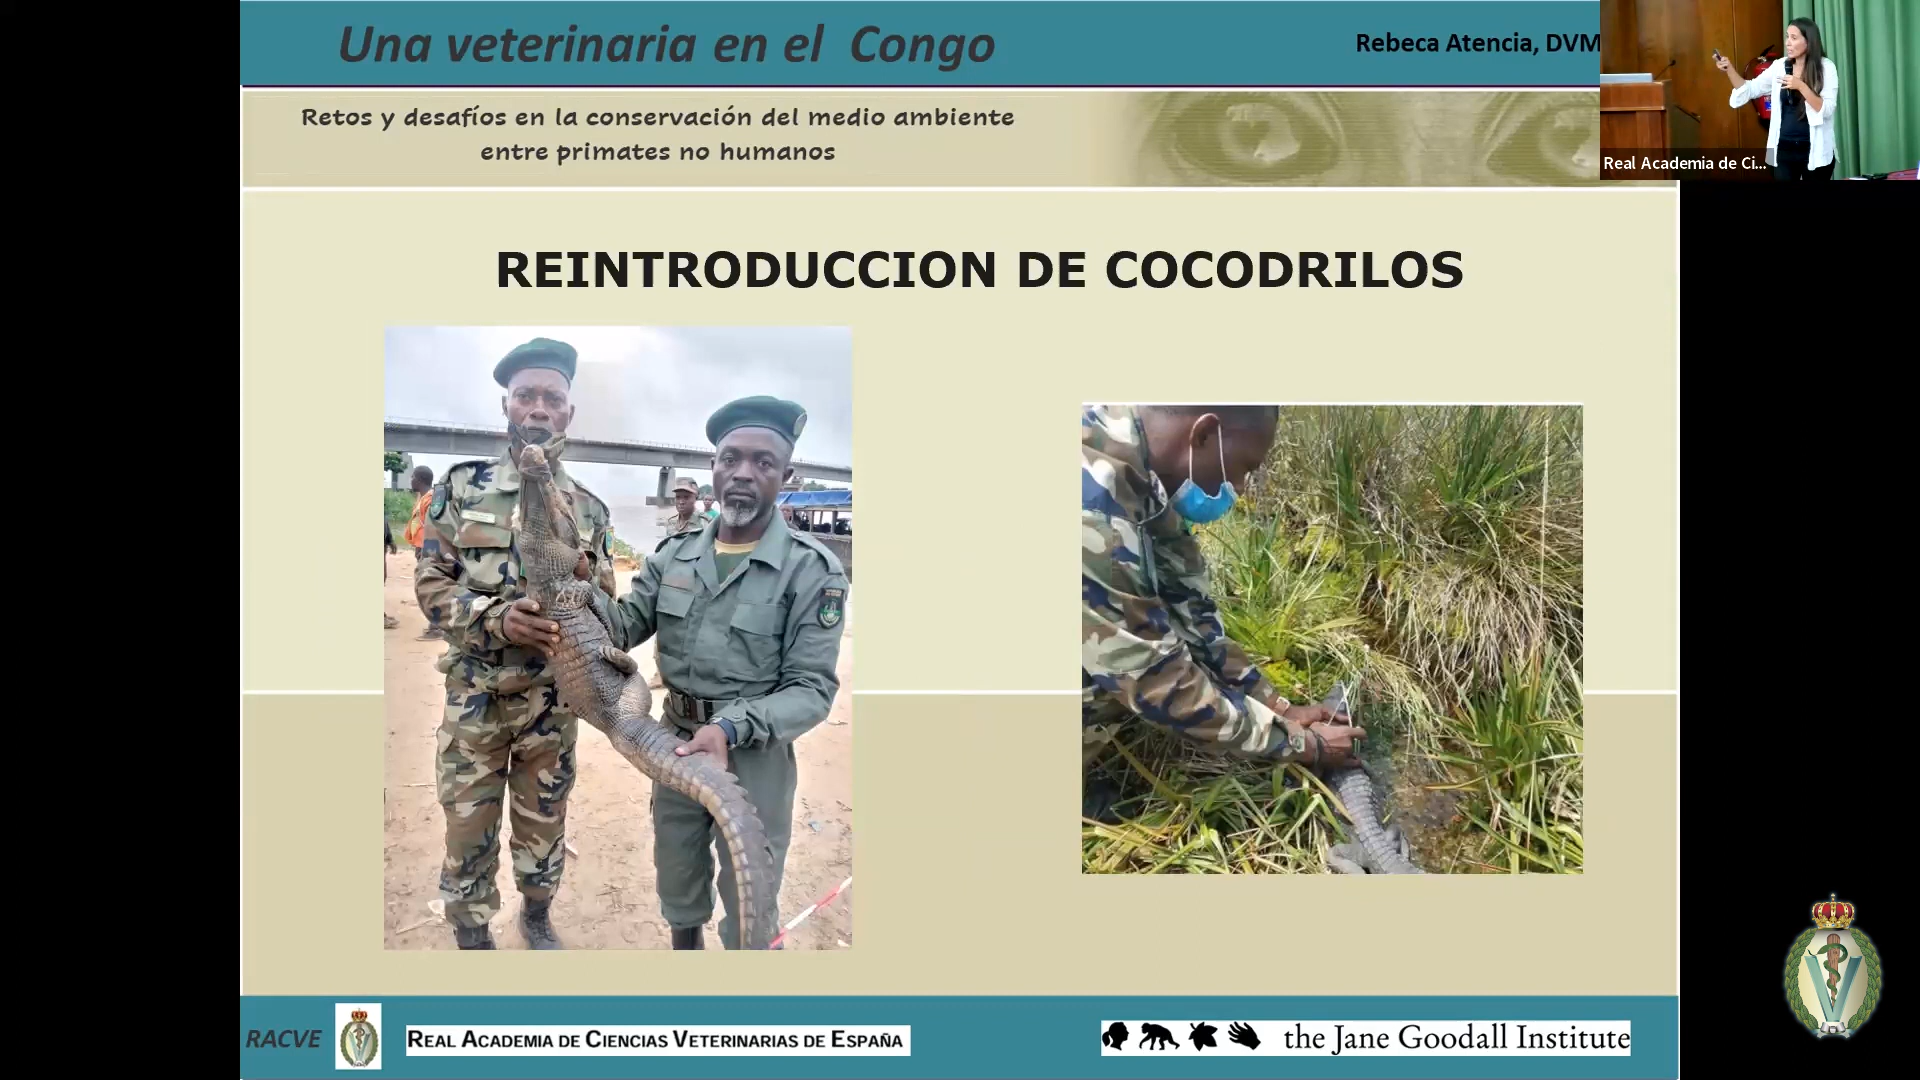 Una veterinaria en el Congo
Rebeca Atencia, DVM
Retos y desafíos en la conservación del medio ambiente
entre primates no humanos
Real Academia de Ci...
REINTRODUCCION DE COCODRILOS
RACVE
REAL ACADEMIA DE CIENCIAS VETERINARIAS DE ESPAÑA
the Jane Goodall Institute